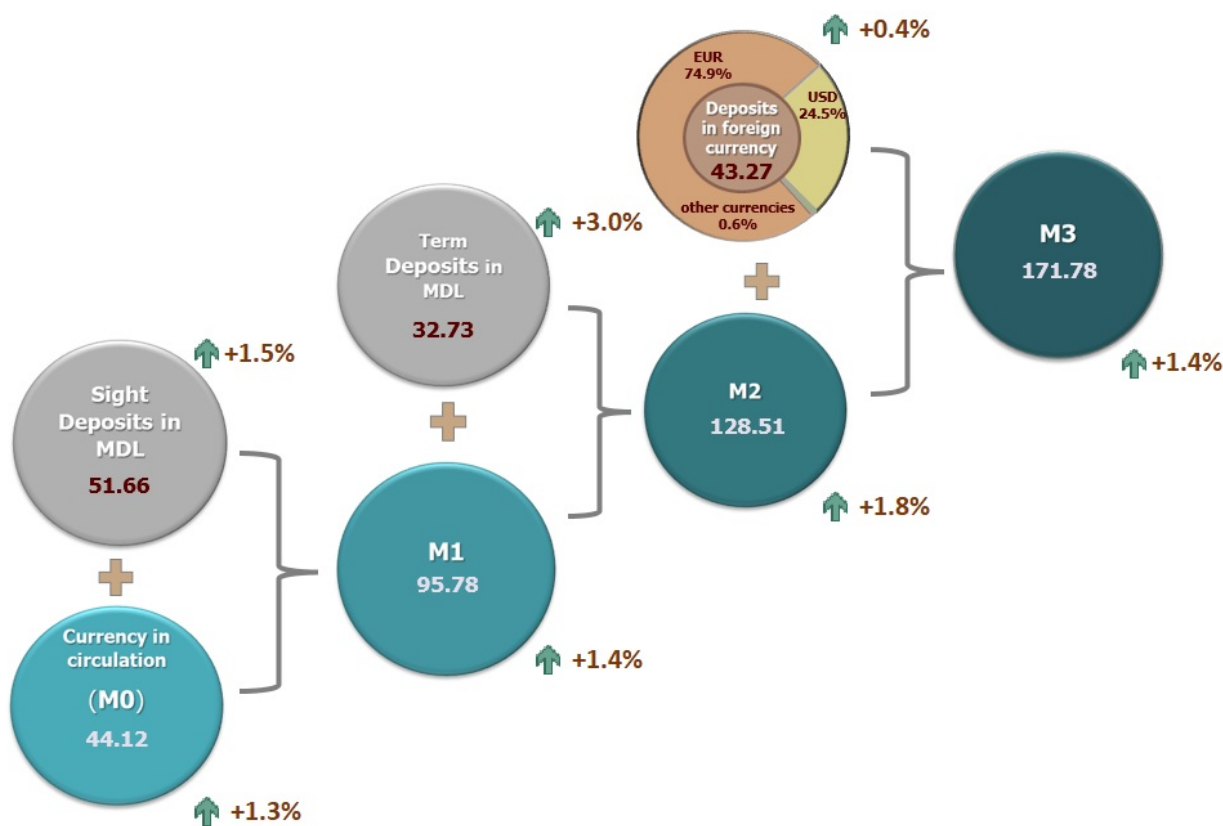 +0.4%
EUR
74.9%
USD
24.5%
Deposits
in foreign
currency
43.27
other currencies
0.6%
Term
Deposits in
MDL
32.73
+3.0%
M3
171.78
+1.4%
Sight
Deposits in
MDL
51.66
+1.5%
M2
128.51
+1.8%
M1
95.78
+1.4%
Currency in
circulation
(M0)
44.12
+1.3%